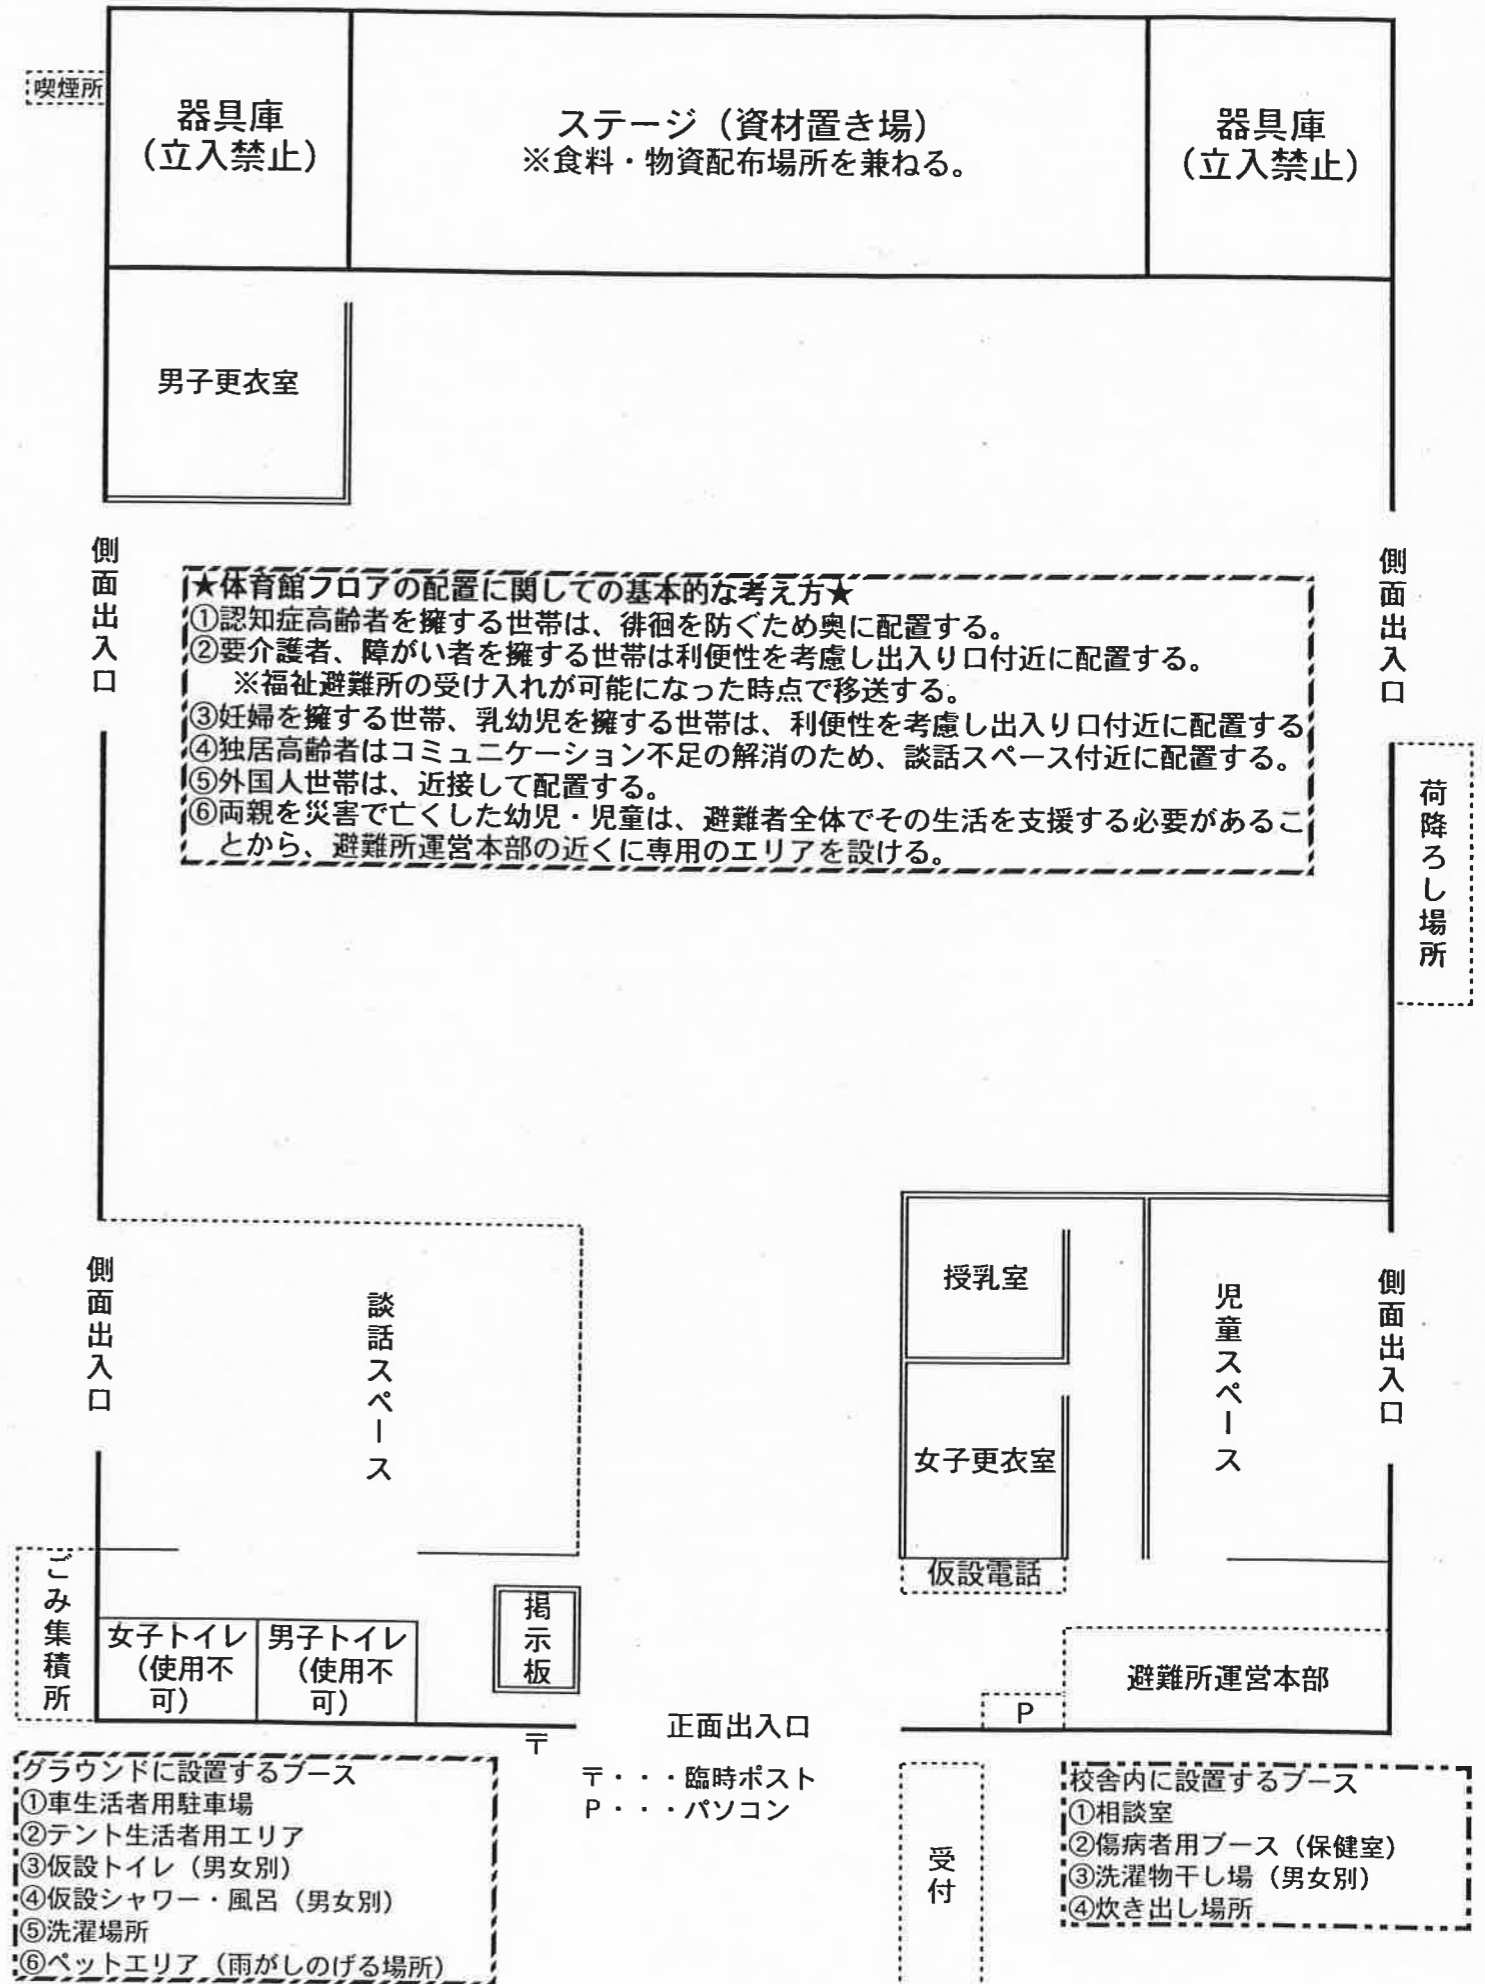 喫煙所
器具庫
（立入禁止）
ステージ（資材置き場）
※食料・物資配布場所を兼ねる。
器具庫
（立入禁止）
男子更衣室
側面出入口
側面出入口
★体育館フロアの配置に関しての基本的な考え方★
①認知症高齢者を擁する世帯は、徘徊を防ぐため奥に配置する。
②要介護者、障がい者を擁する世帯は利便性を考慮し出入り口付近に配置する。
※福祉避難所の受け入れが可能になった時点で移送する。
③妊婦を擁する世帯、乳幼児を擁する世帯は、利便性を考慮し出入り口付近に配置する
④独居高齢者はコミュニケーション不足の解消のため、談話スペース付近に配置する。
⑤外国人世帯は、近接して配置する。
⑥両親を災害で亡くした幼児・児童は、避難者全体でその生活を支援する必要があるこ
とから、避難所運営本部の近くに専用のエリアを設ける。
荷降ろし場所
側面出入口
談話スペース
授乳室
児童スペース
側面出入口
女子更衣室
仮設電話
ごみ集積所
女子トイレ
（使用不
可）
男子トイレ
（使用不
可）
掲示板
避難所運営本部
P
正面出入口
〒
〒・・・臨時ポスト
P・・・パソコン
受付
グラウンドに設置するブース
①車生活者用駐車場
②テント生活者用エリア
③仮設トイレ（男女別）
④仮設シャワー・風呂（男女別）
⑤洗濯場所
⑥ペットエリア（雨がしのげる場所）
校舎内に設置するブース
①相談室
②傷病者用ブース（保健室）
③洗濯物干し場（男女別）
④炊き出し場所